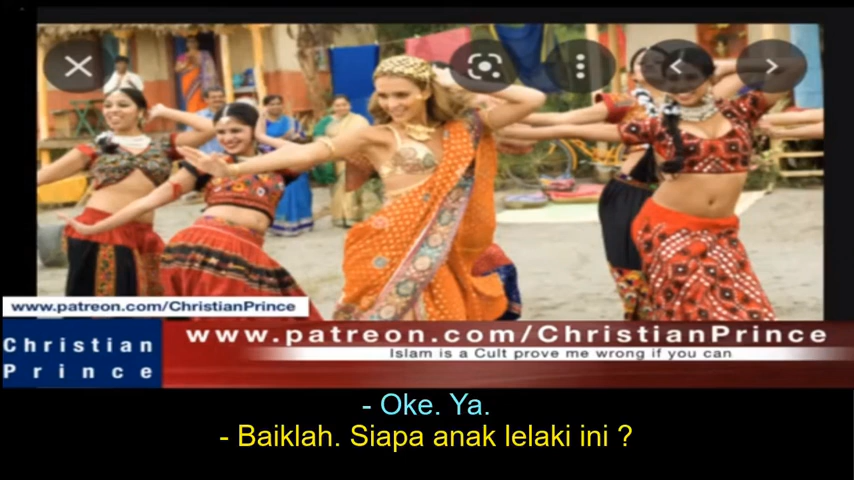 www.patreon.com/ChristianPrince
www.patreon.com/ChristianPrince
Islam is a Cult prove me wrong if you can
Christian
Prince
- Oke. Ya.
- Baiklah. Siapa anak lelaki ini ?